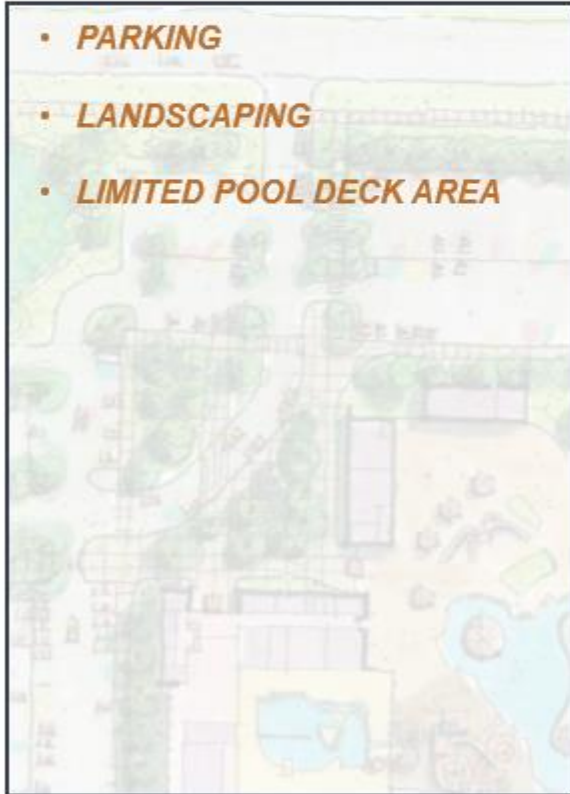 • PARKING
• LANDSCAPING
• LIMITED POOL DECK AREA